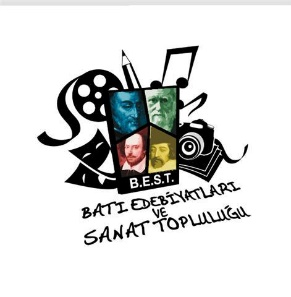 B.E.S.T.
BATI EDEBİYATLARI
VE
SANAT TOPLULUĞU